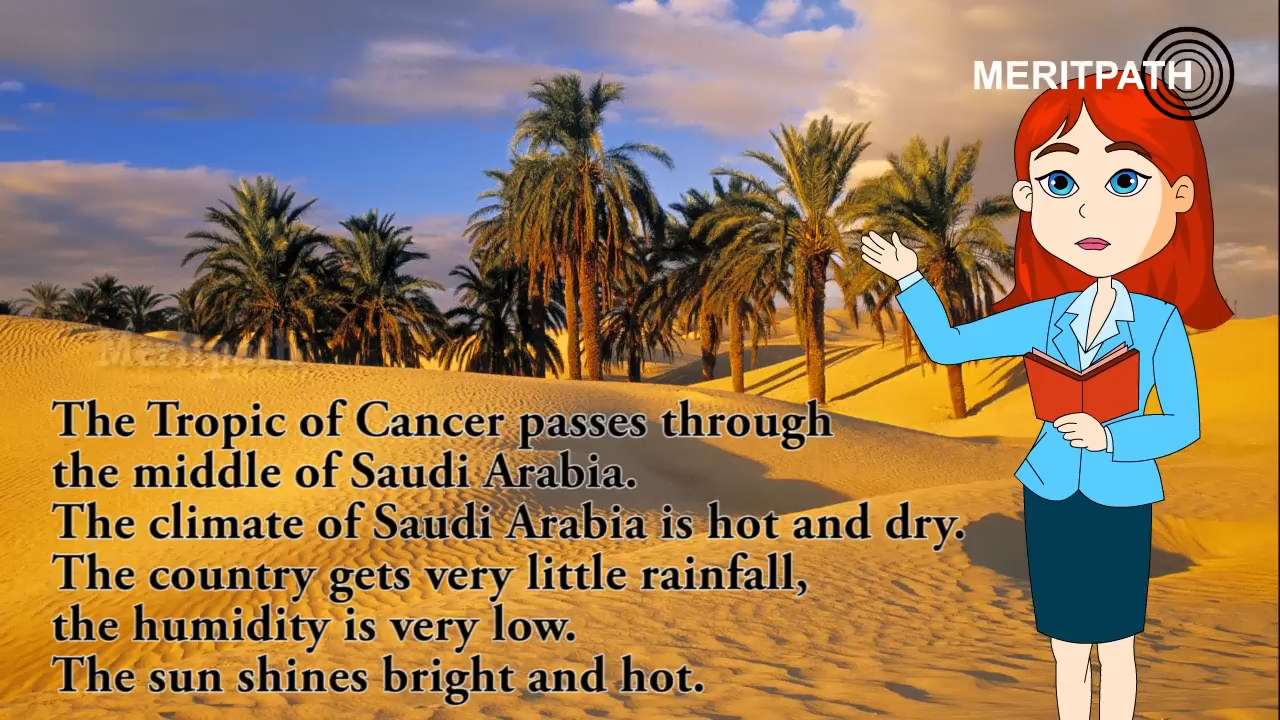 MERITPATH
Meritpath
The Tropic of Cancer passes through
the middle of Saudi Arabia.
The climate of Saudi Arabia is hot and dry.
The country gets very little rainfall,
the humidity is very low.
The sun shines bright and hot.